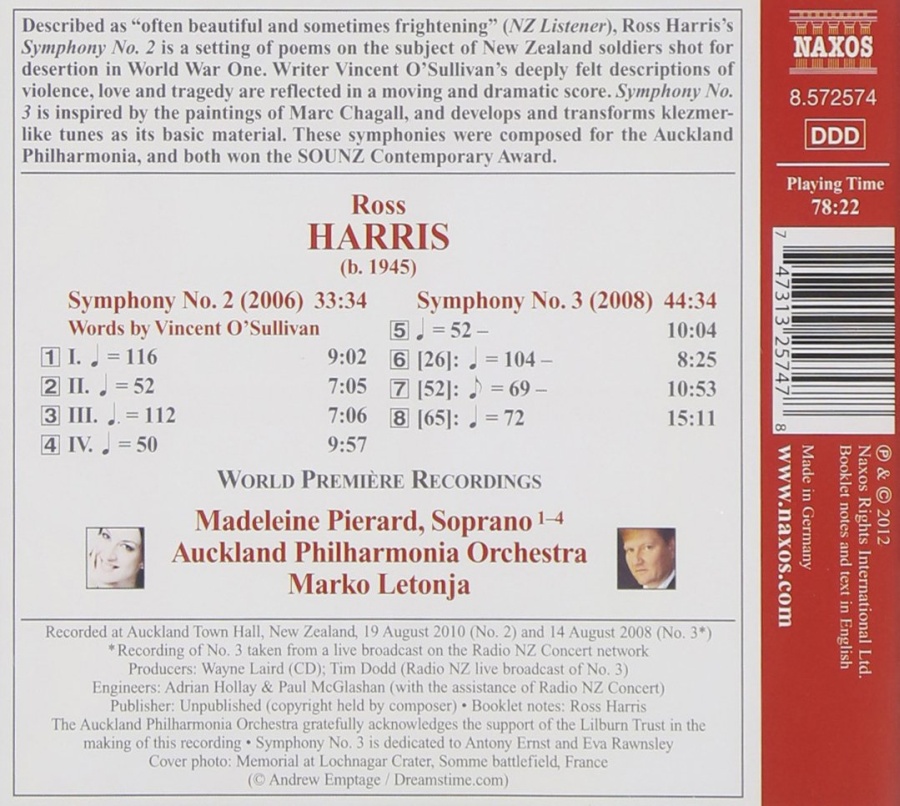 Described as “often beautiful and sometimes frightening” (NZ Listener), Ross Harris’s
Symphony No. 2 is a setting of poems on the subject of New Zealand soldiers shot for
desertion in World War One. Writer Vincent O’Sullivan’s deeply felt descriptions of
violence, love and tragedy are reflected in a moving and dramatic score. Symphony No.
3 is inspired by the paintings of Marc Chagall, and develops and transforms klezmer-
like tunes as its basic material. These symphonies were composed for the Auckland
Philharmonia, and both won the SOUNZ Contemporary Award.
Ross
HARRIS
(b. 1945)
Symphony No. 2 (2006) 33:34
Words by Vincent O’Sullivan
1 I. ♩ = 116 9:02
2 II. ♩ = 52 7:05
3 III. ♩. = 112 7:06
4 IV. ♩ = 50 9:57
Symphony No. 3 (2008) 44:34
5 ♩ = 52 – 10:04
6 [26]: ♩ = 104 – 8:25
7 [52]: ♪ = 69 – 10:53
8 [65]: ♩ = 72 15:11
WORLD PREMIÈRE RECORDINGS
Madeleine Pierard, Soprano 1–4
Auckland Philharmonia Orchestra
Marko Letonja
Recorded at Auckland Town Hall, New Zealand, 19 August 2010 (No. 2) and 14 August 2008 (No. 3*)
*Recording of No. 3 taken from a live broadcast on the Radio NZ Concert network
Producers: Wayne Laird (CD); Tim Dodd (Radio NZ live broadcast of No. 3)
Engineers: Adrian Hollay & Paul McGlashan (with the assistance of Radio NZ Concert)
Publisher: Unpublished (copyright held by composer) • Booklet notes: Ross Harris
The Auckland Philharmonia Orchestra gratefully acknowledges the support of the Lilburn Trust in the
making of this recording • Symphony No. 3 is dedicated to Antony Ernst and Eva Rawnsley
Cover photo: Memorial at Lochnagar Crater, Somme battlefield, France
(© Andrew Emptage / Dreamstime.com)
NAXOS
8.572574
DDD
Playing Time
78:22
7 47313 25747 8
℗ & © 2012
Naxos Rights International Ltd.
Booklet notes and text in English
Made in Germany
www.naxos.com